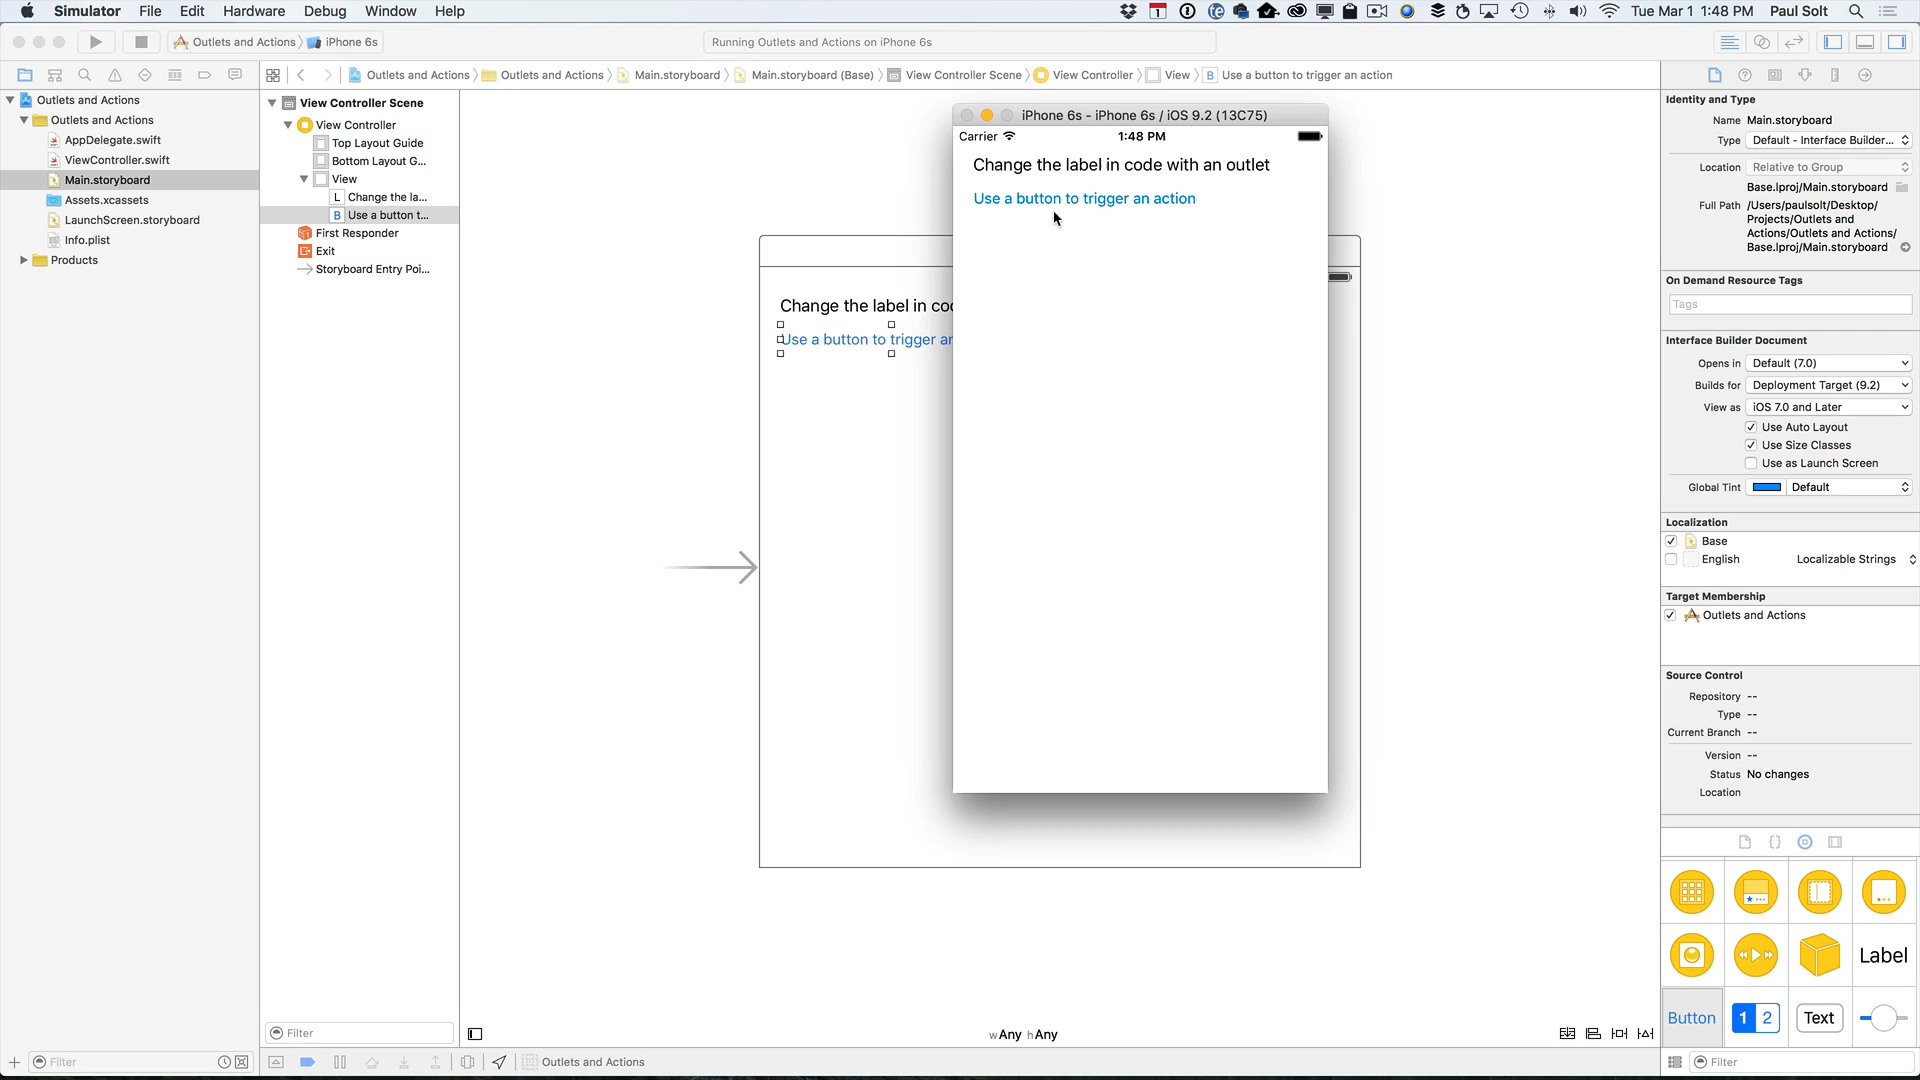 Simulator File Edit Hardware Debug Window Help
1 Tue Mar 1 1:48 PM Paul Solt
Outlets and Actions iPhone 6s
Running Outlets and Actions on iPhone 6s
Outlets and Actions Outlets and Actions Main.storyboard Main.storyboard (Base) View Controller Scene View Controller View B Use a button to trigger an action
Outlets and Actions
Outlets and Actions
AppDelegate.swift
ViewController.swift
Main.storyboard
Assets.xcassets
LaunchScreen.storyboard
Info.plist
Products
Filter
View Controller Scene
View Controller
Top Layout Guide
Bottom Layout G...
View
L Change the la...
B Use a button t...
First Responder
Exit
Storyboard Entry Poi...
Filter
Change the label in co
Use a button to trigger ar
iPhone 6s - iPhone 6s / iOS 9.2 (13C75)
Carrier 1:48 PM
Change the label in code with an outlet
Use a button to trigger an action
wAny hAny
Outlets and Actions
Identity and Type
Name Main.storyboard
Type Default - Interface Builder...
Location Relative to Group
Base.lproj/Main.storyboard
Full Path /Users/paulsolt/Desktop/
Projects/Outlets and
Actions/Outlets and Actions/
Base.lproj/Main.storyboard
On Demand Resource Tags
Tags
Interface Builder Document
Opens in Default (7.0)
Builds for Deployment Target (9.2)
View as iOS 7.0 and Later
Use Auto Layout
Use Size Classes
Use as Launch Screen
Global Tint Default
Localization
Base
English Localizable Strings
Target Membership
Outlets and Actions
Source Control
Repository --
Type --
Current Branch --
Version --
Status No changes
Location
Label
Button 1 2 Text
Filter